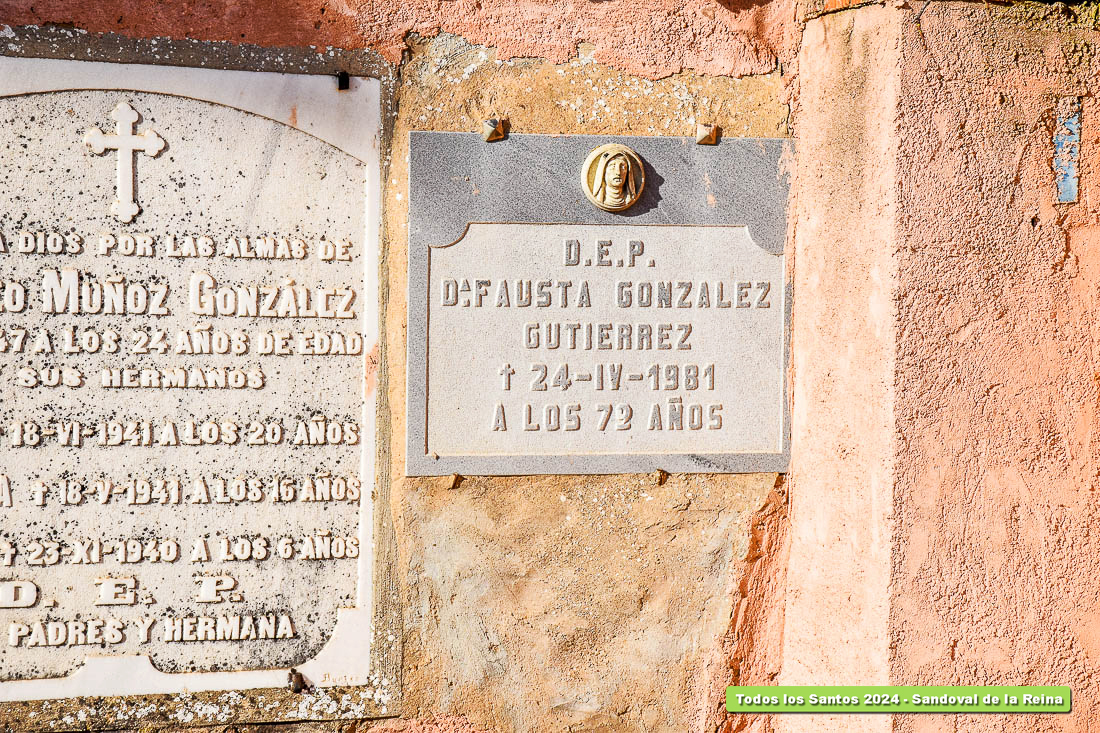 A DIOS POR LAS ALMAS DE
MUÑOZ GONZÁLEZ
47 A LOS 24 AÑOS DE EDAD
SUS HERMANOS
18-VI-1941 A LOS 20 AÑOS
A † 18-V-1941 A LOS 16 AÑOS
† 23-XI-1940 A LOS 6 AÑOS
D. E. P.
PADRES Y HERMANA
D.E.P.
Dª. FAUSTA GONZALEZ
GUTIERREZ
† 24-IV-1981
A LOS 79 AÑOS
Todos los Santos 2024 - Sandoval de la Reina